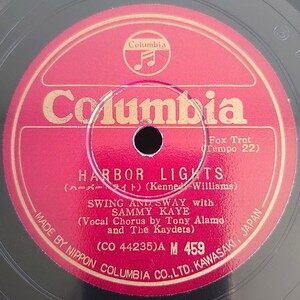 Columbia
Columbia
Fox Trot
(Tempo 22)
HARBOR LIGHTS
(ハーバー・ライト) (Kennedy-Williams)
SWING AND SWAY with
SAMMY KAYE
(Vocal Chorus by Tony Alamo
and The Kaydets)
(CO 44235)A M 459
MADE BY NIPPON COLUMBIA CO., LTD. KAWASAKI, JAPAN.